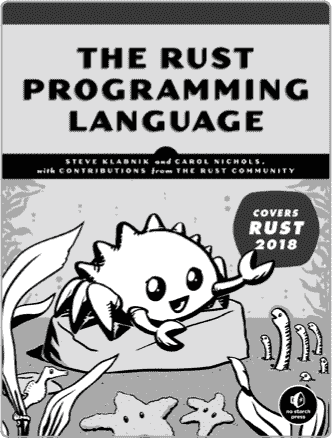 THE RUST
PROGRAMMING
LANGUAGE
STEVE KLABNIK and CAROL NICHOLS,
with CONTRIBUTIONS from THE RUST COMMUNITY
COVERS
RUST
2018
no starch
press